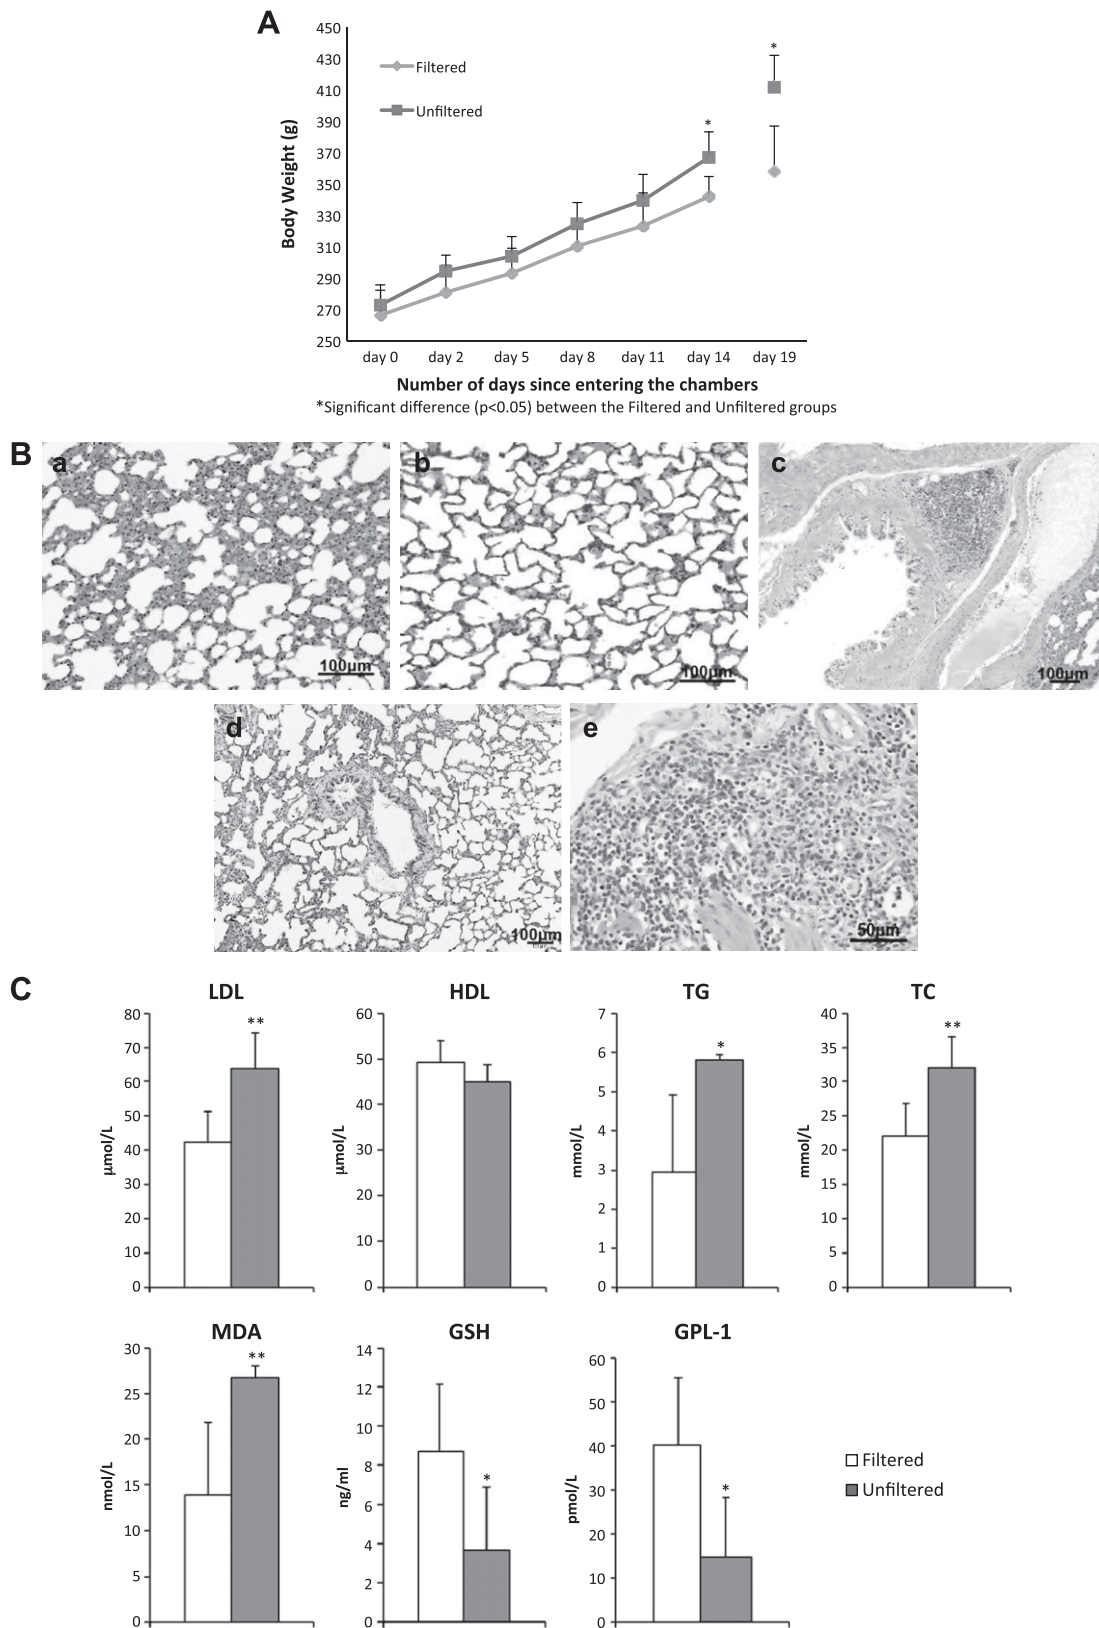 A
450
430
410
390
370
350
330
310
290
270
250
Body Weight (g)
Filtered
Unfiltered
*
*
day 0 day 2 day 5 day 8 day 11 day 14 day 19
Number of days since entering the chambers
*Significant difference (p<0.05) between the Filtered and Unfiltered groups
B
a
100μm
b
100μm
c
100μm
d
100μm
e
50μm
C
LDL
80
70
60
50
40
30
20
10
0
μmol/L
**
HDL
60
50
40
30
20
10
0
μmol/L
TG
7
6
5
4
3
2
1
0
mmol/L
*
TC
40
35
30
25
20
15
10
5
0
mmol/L
**
MDA
30
25
20
15
10
5
0
nmol/L
**
GSH
14
12
10
8
6
4
2
0
ng/ml
*
GPL-1
60
50
40
30
20
10
0
pmol/L
*
Filtered
Unfiltered